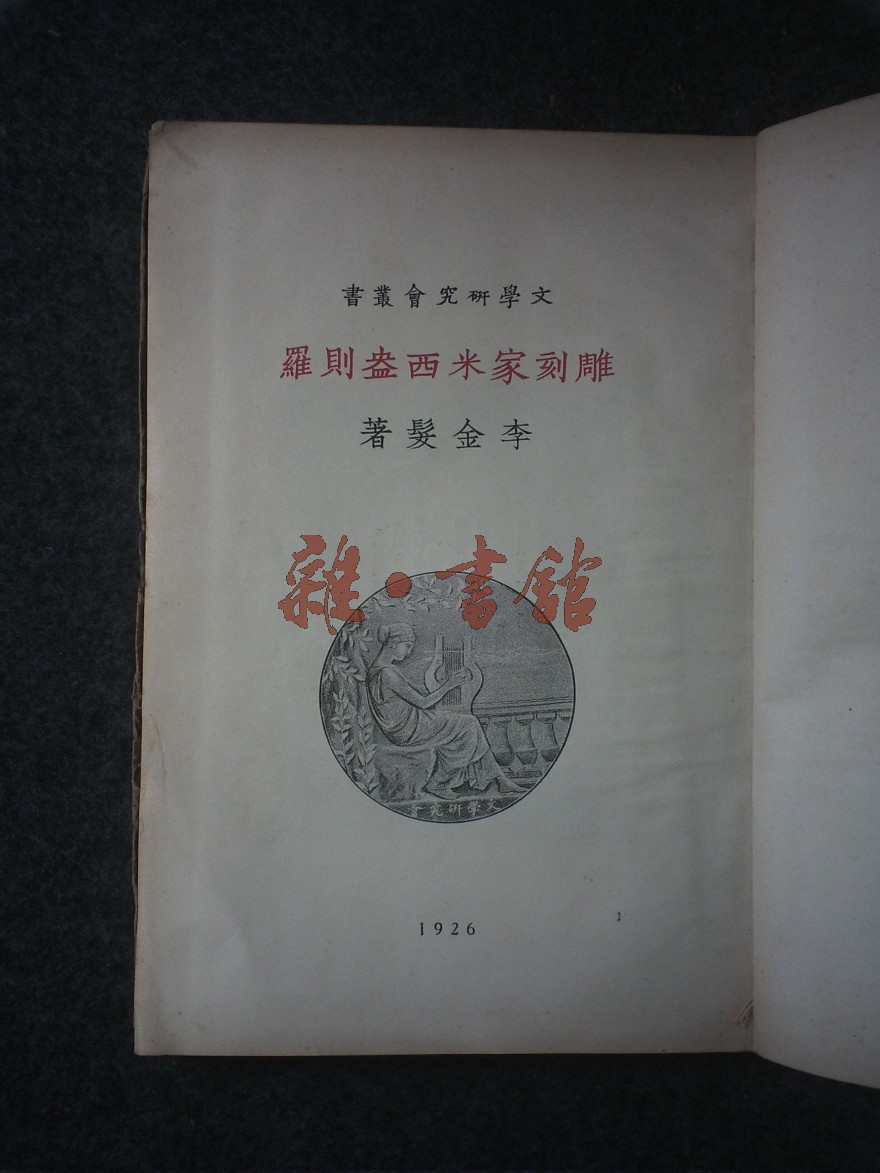 文學研究會叢書
雕刻家米西盎則羅
李金髮著
雜·書館
文學研究會
1926